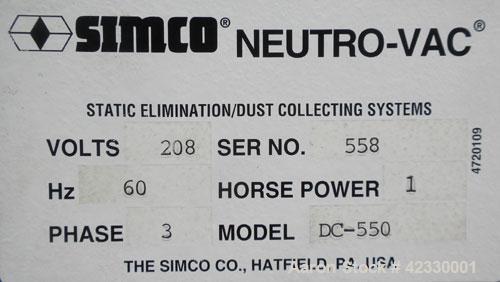 SIMCO® NEUTRO-VAC®
STATIC ELIMINATION/DUST COLLECTING SYSTEMS
VOLTS 208 SER NO. 558
Hz 60 HORSE POWER 1
PHASE 3 MODEL DC-550
THE SIMCO CO., HATFIELD, PA, USA
4720109
Aaron Stock # 42330001